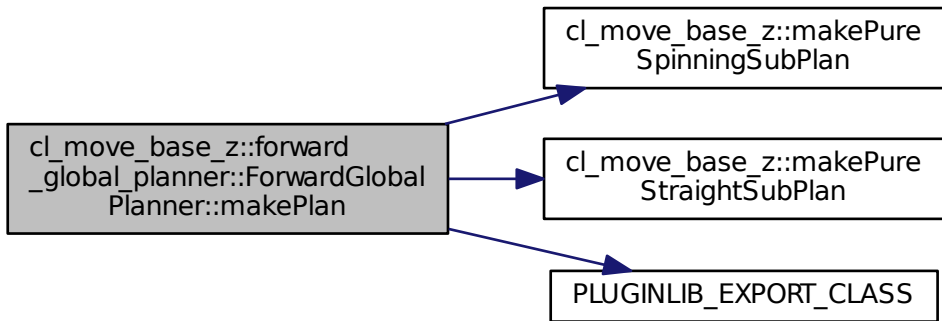 cl_move_base_z::makePure
SpinningSubPlan
cl_move_base_z::forward
_global_planner::ForwardGlobal
Planner::makePlan
cl_move_base_z::makePure
StraightSubPlan
PLUGINLIB_EXPORT_CLASS